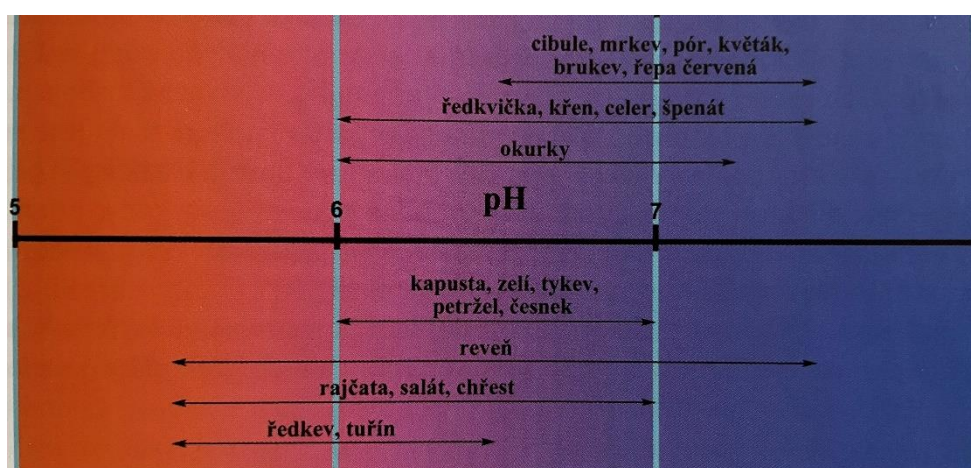 cibule, mrkev, pór, květák,
brukev, řepa červená
ředkvička, křen, celer, špenát
okurky
pH
5
6
7
kapusta, zelí, tykev,
petržel, česnek
reveň
rajčata, salát, chřest
ředkev, tuřín